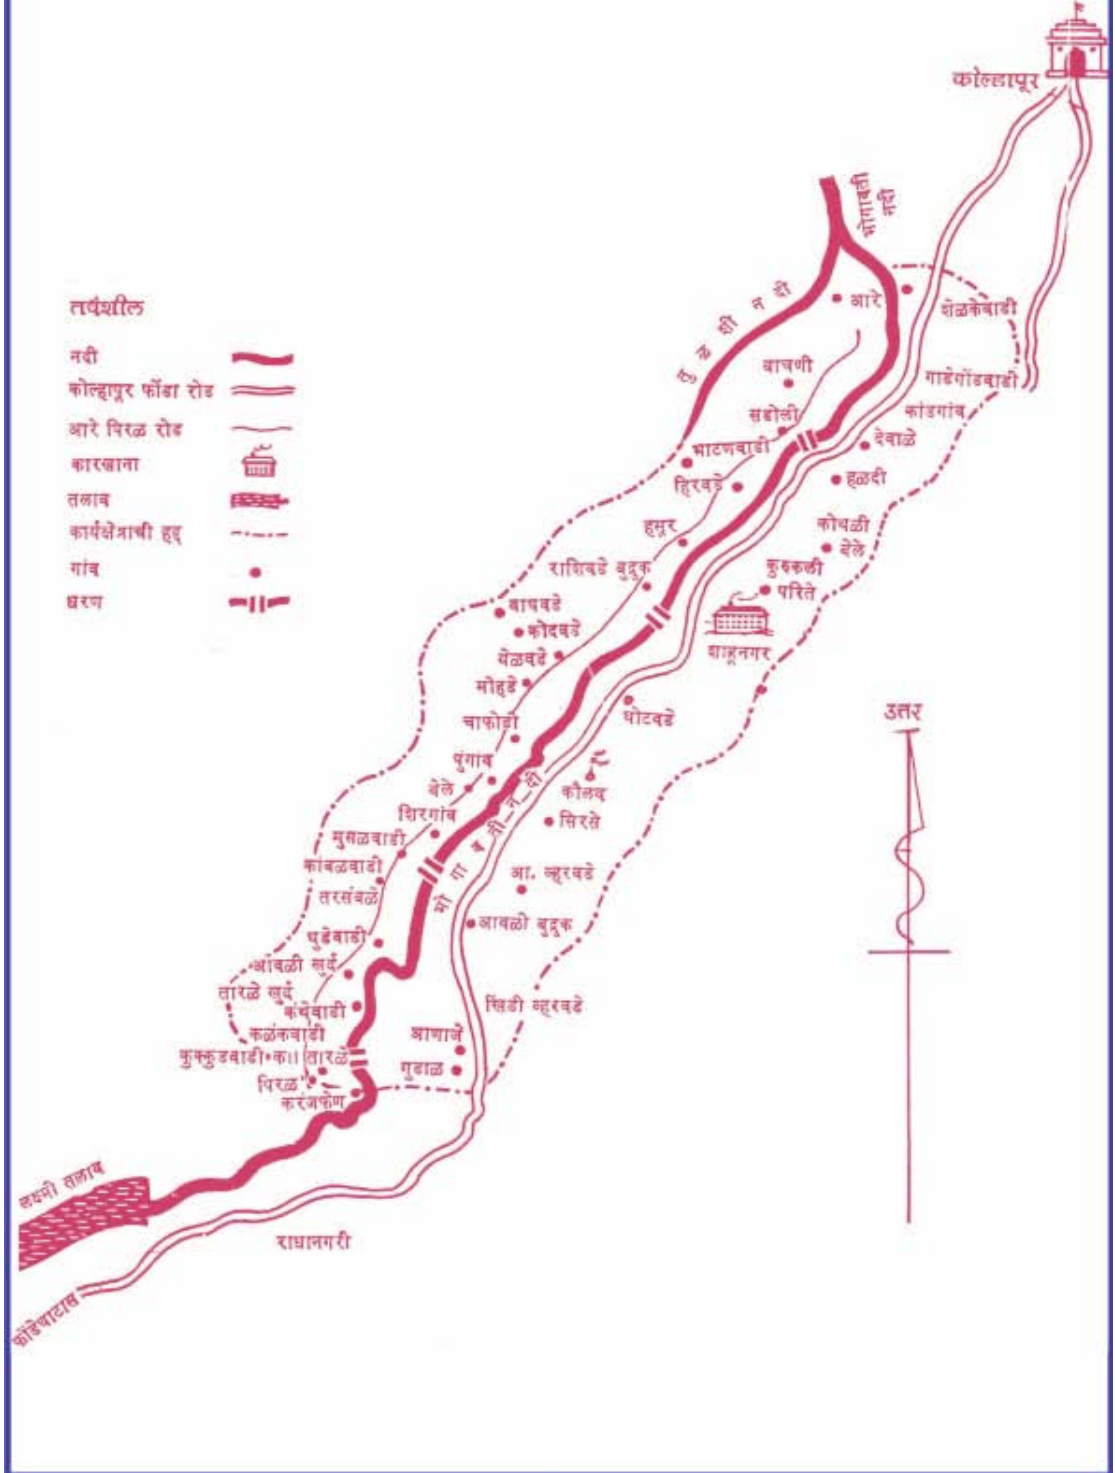 कोल्हापूर
भोगावती
नदी
तुळशी नदी
आरे
शेळकेवाडी
वाचणी
गाडेगोंडवाडी
कांडगांव
सडोली
देवाळे
भाटणवाडी
हळदी
हिरवडे
कोथळी
हसूर
येले
राशिवडे बुद्रुक
कुरुकली
परिते
वाघवडे
कोदवडे
शाहूनगर
येळवडे
मोहडे
चाफोडी
घोटवडे
पुंगांव
येले
कौलव
शिरगांव
सिरसे
मुसळवाडी
भोगावती नदी
कांबळवाडी
आ. व्हरवडे
तरसंबळे
आवळी बुद्रुक
घुडेवाडी
आंवळी खुर्द
तारळे खुर्द
खिंडी व्हरवडे
कंथेवाडी
कळंकवाडी
आणाजे
कुक्कुडवाडी
क।। तारळे
गुडाळ
पिरळ
करंजफेण
लक्ष्मी तलाव
राधानगरी
फोंडेघाटास
तपशील
नदी
कोल्हापूर फोंडा रोड
आरे पिरळ रोड
कारखाना
तलाव
कार्यक्षेत्राची हद्द
गांव
धरण
उत्तर